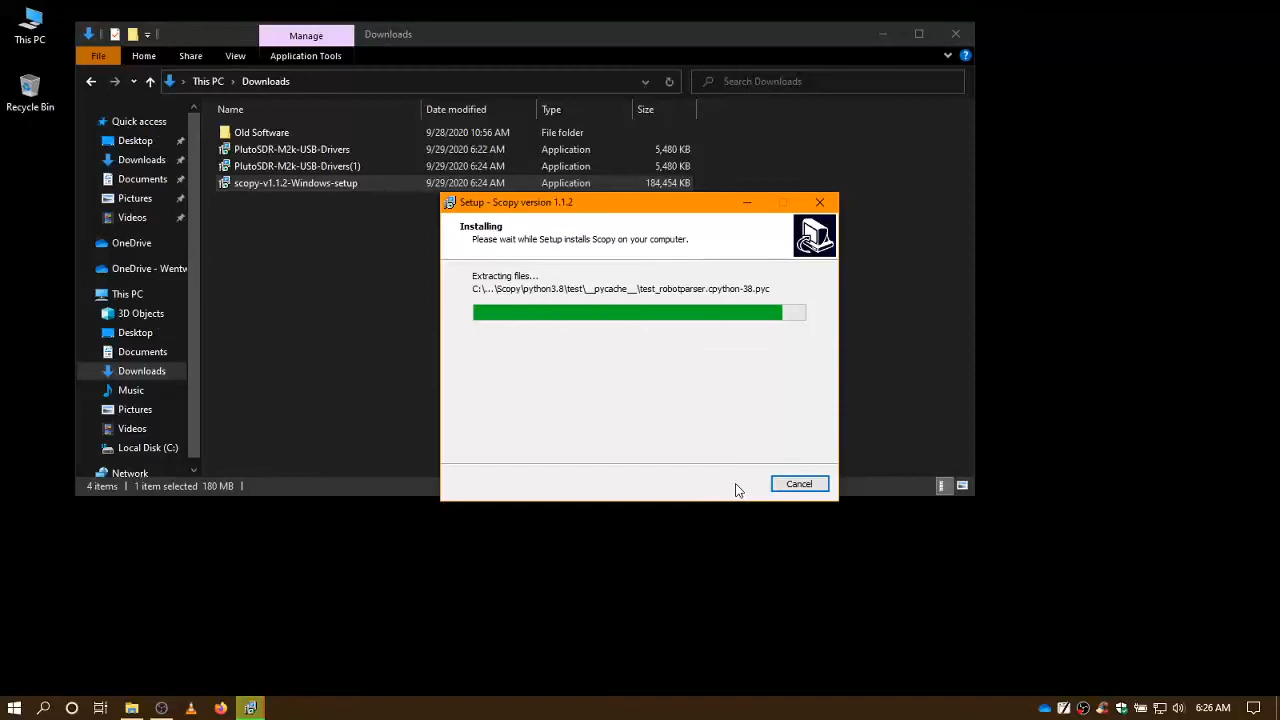 This PC
Recycle Bin
Manage
Downloads
File
Home
Share
View
Application Tools
This PC
Downloads
Search Downloads
Name
Date modified
Type
Size
Old Software
9/28/2020 10:56 AM
File folder
PlutoSDR-M2k-USB-Drivers
9/29/2020 6:22 AM
Application
5,480 KB
PlutoSDR-M2k-USB-Drivers(1)
9/29/2020 6:24 AM
Application
5,480 KB
scopy-v1.1.2-Windows-setup
9/29/2020 6:24 AM
Application
184,454 KB
Quick access
Desktop
Downloads
Documents
Pictures
Videos
OneDrive
OneDrive - Wentw
This PC
3D Objects
Desktop
Documents
Downloads
Music
Pictures
Videos
Local Disk (C:)
Network
4 items
1 item selected 180 MB
Setup - Scopy version 1.1.2
Installing
Please wait while Setup installs Scopy on your computer.
Extracting files...
C:\...\Scopy\python3.8\test\__pycache__\test_robotparser.cpython-38.pyc
Cancel
6:26 AM